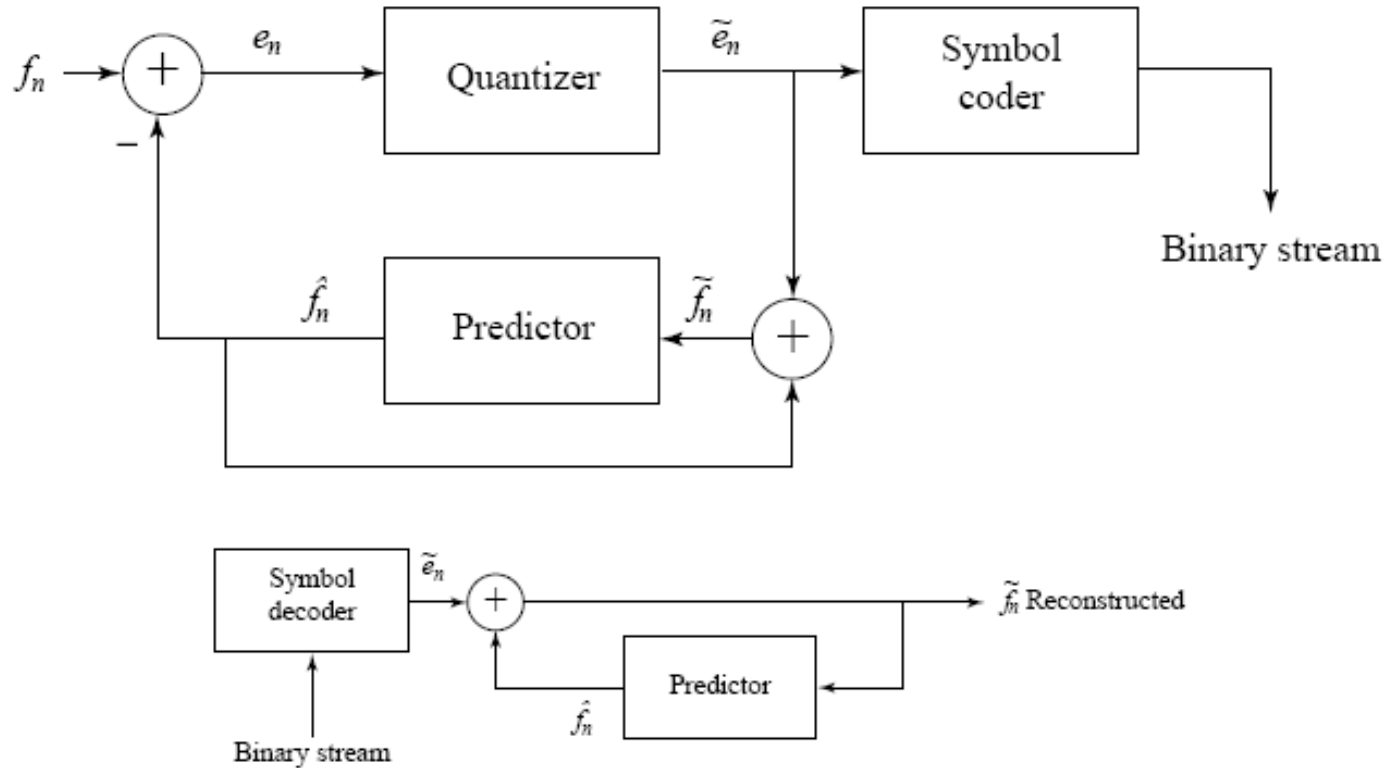 fₙ
+
−
eₙ
Quantizer
ẽₙ
Symbol
coder
Binary stream
f̂ₙ
Predictor
f̃ₙ
+
Symbol
decoder
ẽₙ
+
f̃ₙ Reconstructed
Predictor
f̂ₙ
Binary stream